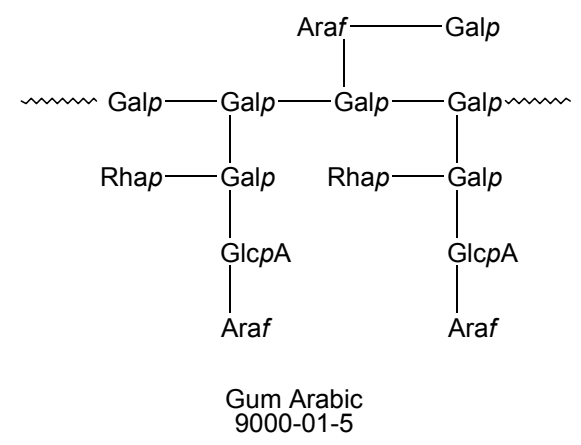 Araf Galp
Galp Galp Galp Galp
Rhap Galp Rhap Galp
GlcpA GlcpA
Araf Araf
Gum Arabic
9000-01-5